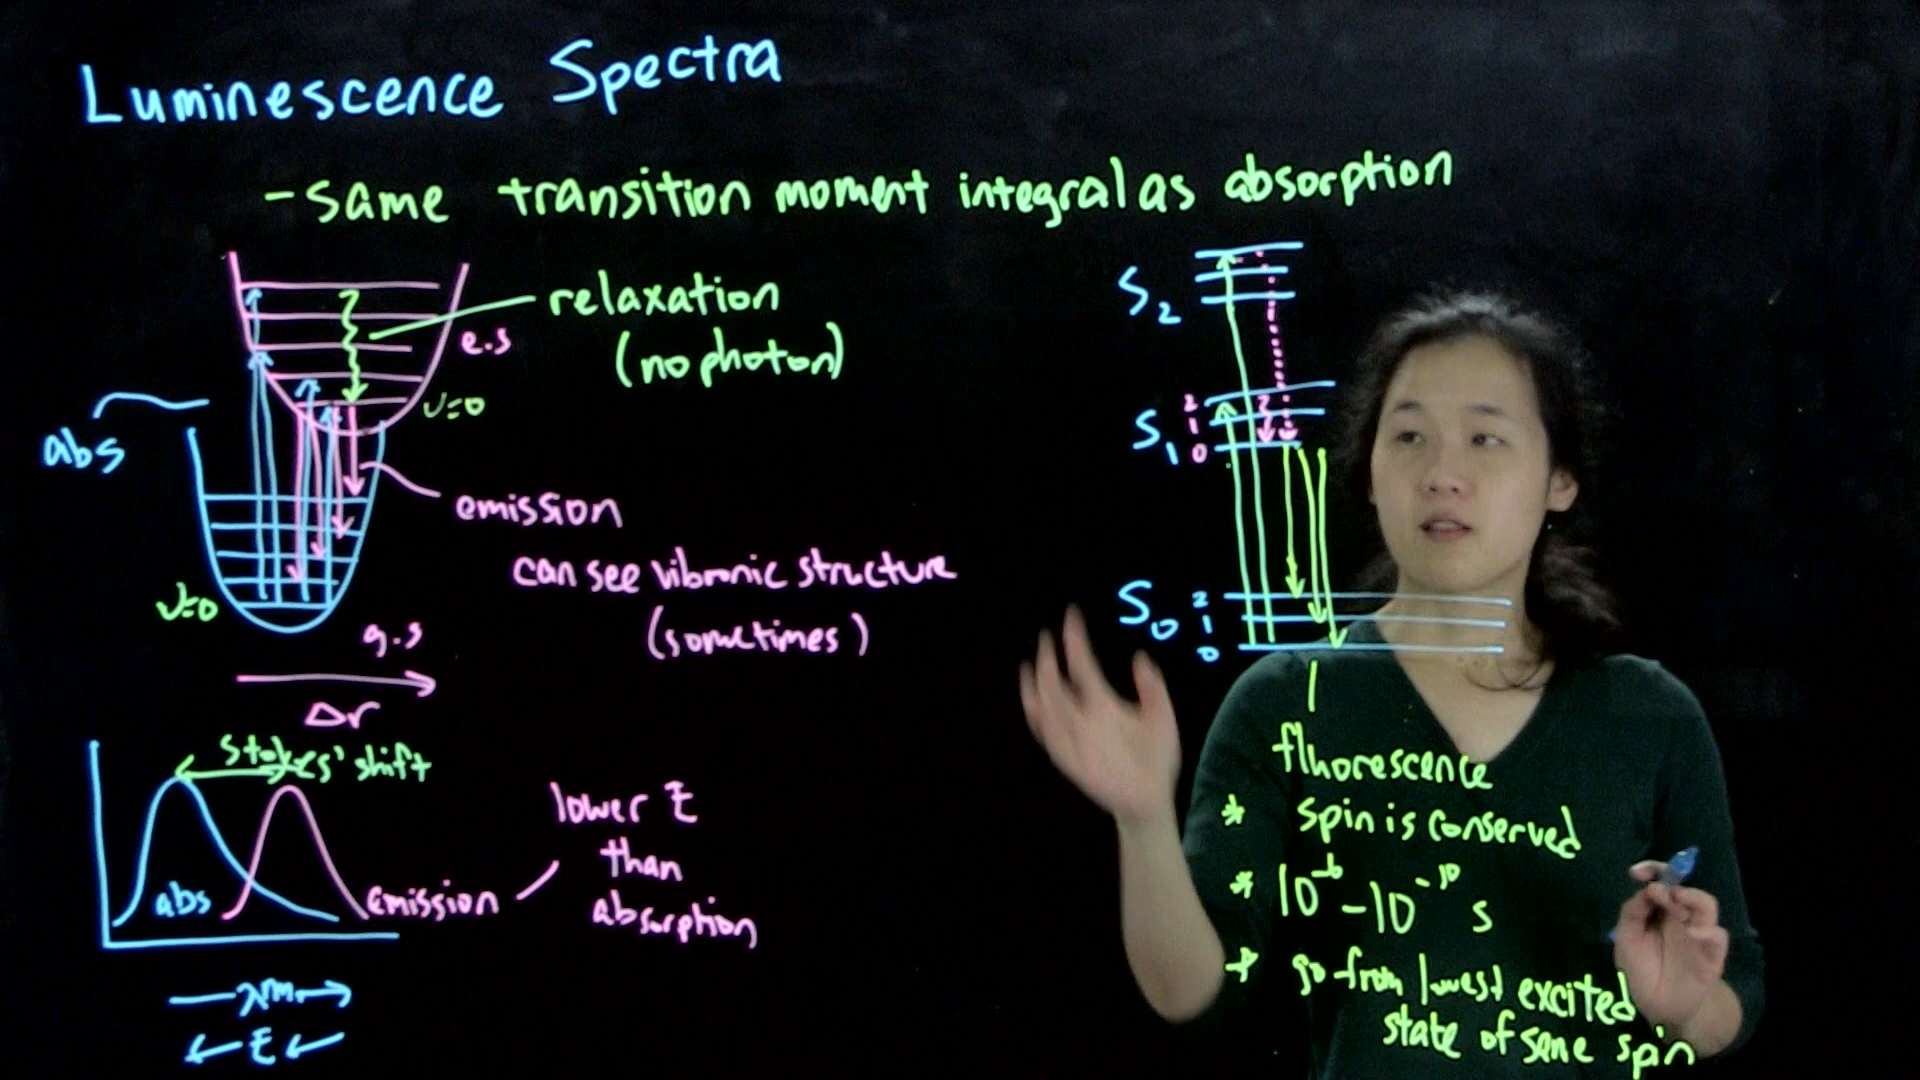 Luminescence Spectra
- same transition moment integral as absorption
relaxation
(no photon)
e.s
v=0
abs
emission
can see vibronic structure
(sometimes)
v=0
g.s
Δr
Stokes' shift
abs
emission
lower E
than
absorption
λ nm
E
S2
S1
2
1
0
S0
2
1
0
fluorescence
* spin is conserved
* 10^-6 - 10^-10 s
* go from lowest excited
state of same spin